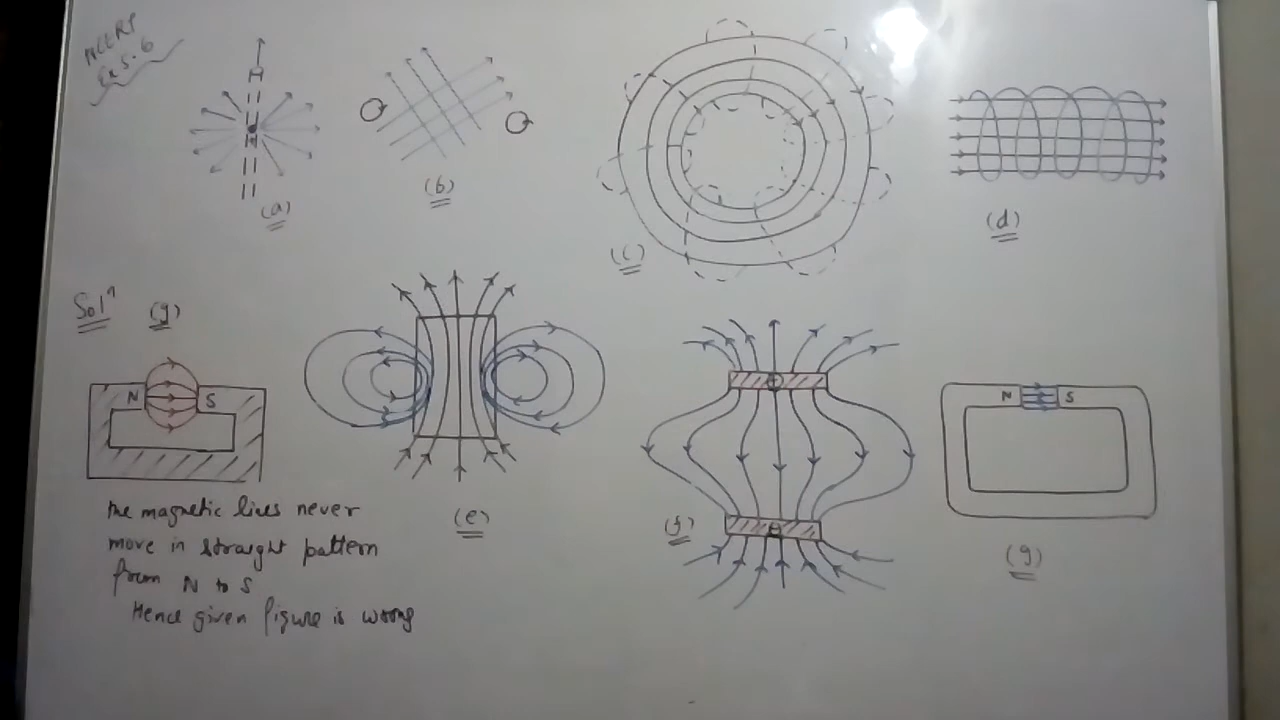 NCERT
Ex 5.6
(a)
(b)
(c)
(d)
Solⁿ (g)
N S
(e)
(f)
N S
(g)
the magnetic lines never
move in straight pattern
from N to S
Hence given figure is wrong